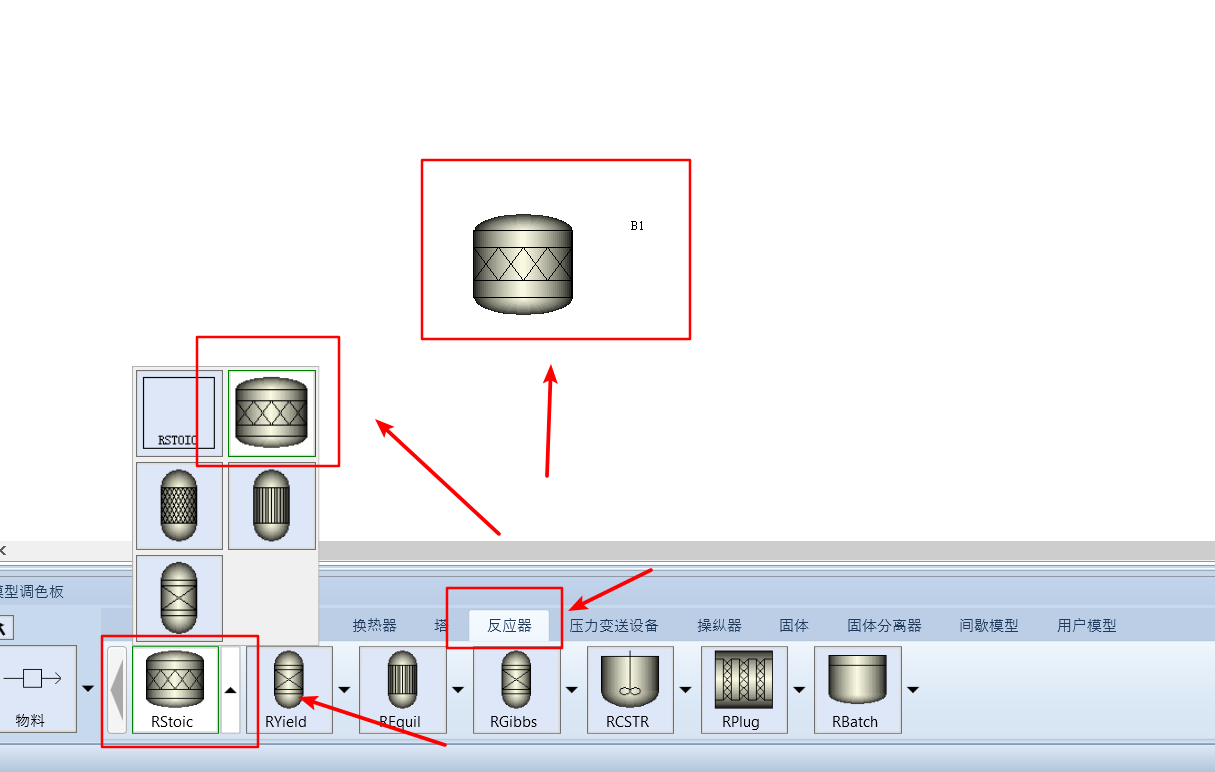 B1
RSTOIC
模型调色板
换热器 塔 反应器 压力变送设备 操纵器 固体 固体分离器 间歇模型 用户模型
物料 RStoic RYield REquil RGibbs RCSTR RPlug RBatch